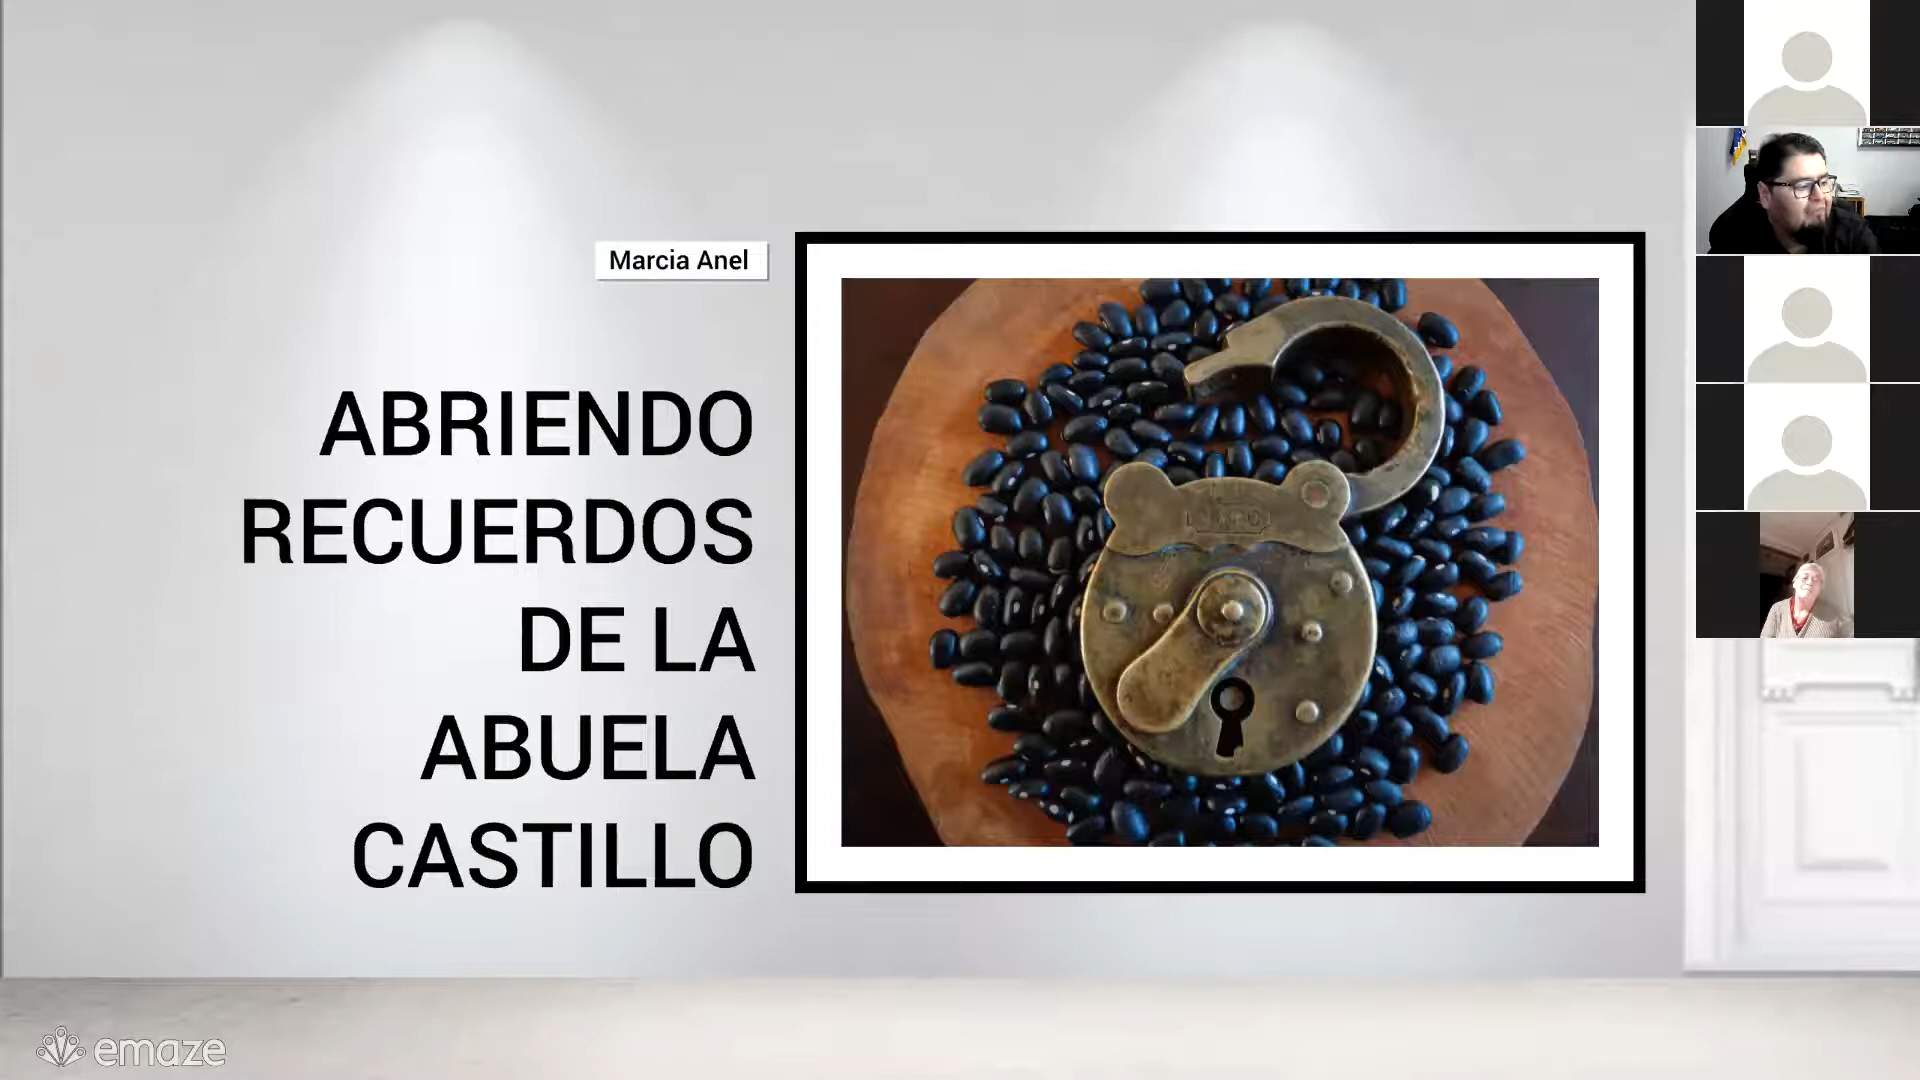 Marcia Anel
ABRIENDO
RECUERDOS
DE LA
ABUELA
CASTILLO
emaze